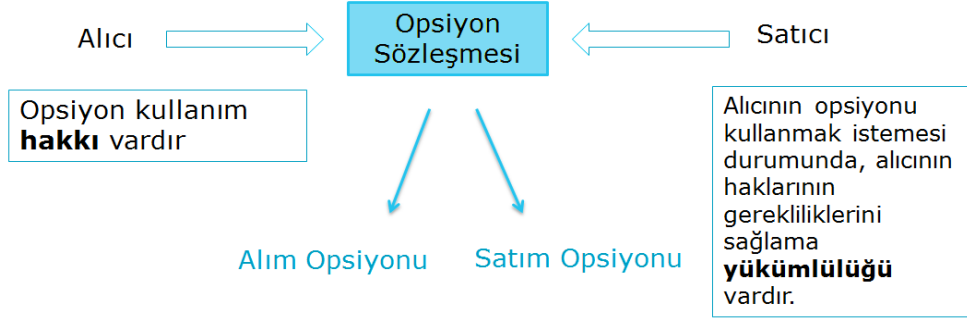 Alıcı
Opsiyon
Sözleşmesi
Satıcı
Opsiyon kullanım
hakkı vardır
Alıcının opsiyonu
kullanmak istemesi
durumunda, alıcının
haklarının
gerekliliklerini
sağlama
yükümlülüğü
vardır.
Alım Opsiyonu
Satım Opsiyonu